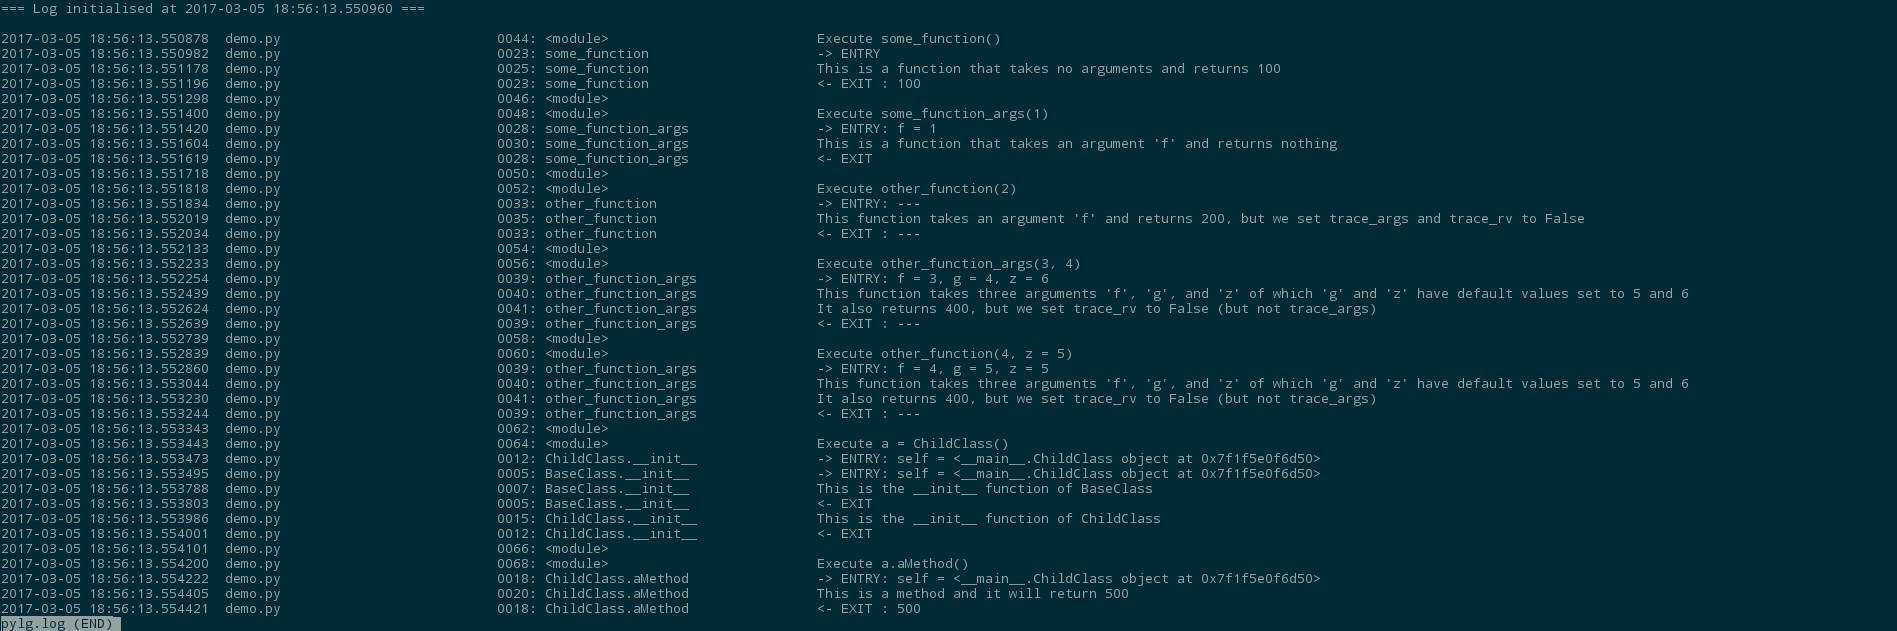 === Log initialised at 2017-03-05 18:56:13.550960 ===
2017-03-05 18:56:13.550878  demo.py                           0044: <module>                          Execute some_function()
2017-03-05 18:56:13.550982  demo.py                           0023: some_function                     -> ENTRY
2017-03-05 18:56:13.551178  demo.py                           0025: some_function                     This is a function that takes no arguments and returns 100
2017-03-05 18:56:13.551196  demo.py                           0023: some_function                     <- EXIT : 100
2017-03-05 18:56:13.551298  demo.py                           0046: <module>
2017-03-05 18:56:13.551400  demo.py                           0048: <module>                          Execute some_function_args(1)
2017-03-05 18:56:13.551420  demo.py                           0028: some_function_args                -> ENTRY: f = 1
2017-03-05 18:56:13.551604  demo.py                           0030: some_function_args                This is a function that takes an argument 'f' and returns nothing
2017-03-05 18:56:13.551619  demo.py                           0028: some_function_args                <- EXIT
2017-03-05 18:56:13.551718  demo.py                           0050: <module>
2017-03-05 18:56:13.551818  demo.py                           0052: <module>                          Execute other_function(2)
2017-03-05 18:56:13.551834  demo.py                           0033: other_function                    -> ENTRY: ---
2017-03-05 18:56:13.552019  demo.py                           0035: other_function                    This function takes an argument 'f' and returns 200, but we set trace_args and trace_rv to False
2017-03-05 18:56:13.552034  demo.py                           0033: other_function                    <- EXIT : ---
2017-03-05 18:56:13.552133  demo.py                           0054: <module>
2017-03-05 18:56:13.552233  demo.py                           0056: <module>                          Execute other_function_args(3, 4)
2017-03-05 18:56:13.552254  demo.py                           0039: other_function_args               -> ENTRY: f = 3, g = 4, z = 6
2017-03-05 18:56:13.552439  demo.py                           0040: other_function_args               This function takes three arguments 'f', 'g', and 'z' of which 'g' and 'z' have default values set to 5 and 6
2017-03-05 18:56:13.552624  demo.py                           0041: other_function_args               It also returns 400, but we set trace_rv to False (but not trace_args)
2017-03-05 18:56:13.552639  demo.py                           0039: other_function_args               <- EXIT : ---
2017-03-05 18:56:13.552739  demo.py                           0058: <module>
2017-03-05 18:56:13.552839  demo.py                           0060: <module>                          Execute other_function(4, z = 5)
2017-03-05 18:56:13.552860  demo.py                           0039: other_function_args               -> ENTRY: f = 4, g = 5, z = 5
2017-03-05 18:56:13.553044  demo.py                           0040: other_function_args               This function takes three arguments 'f', 'g', and 'z' of which 'g' and 'z' have default values set to 5 and 6
2017-03-05 18:56:13.553230  demo.py                           0041: other_function_args               It also returns 400, but we set trace_rv to False (but not trace_args)
2017-03-05 18:56:13.553244  demo.py                           0039: other_function_args               <- EXIT : ---
2017-03-05 18:56:13.553343  demo.py                           0062: <module>
2017-03-05 18:56:13.553443  demo.py                           0064: <module>                          Execute a = ChildClass()
2017-03-05 18:56:13.553473  demo.py                           0012: ChildClass.__init__               -> ENTRY: self = <__main__.ChildClass object at 0x7f1f5e0f6d50>
2017-03-05 18:56:13.553495  demo.py                           0005: BaseClass.__init__                -> ENTRY: self = <__main__.ChildClass object at 0x7f1f5e0f6d50>
2017-03-05 18:56:13.553788  demo.py                           0007: BaseClass.__init__                This is the __init__ function of BaseClass
2017-03-05 18:56:13.553803  demo.py                           0005: BaseClass.__init__                <- EXIT
2017-03-05 18:56:13.553986  demo.py                           0015: ChildClass.__init__               This is the __init__ function of ChildClass
2017-03-05 18:56:13.554001  demo.py                           0012: ChildClass.__init__               <- EXIT
2017-03-05 18:56:13.554101  demo.py                           0066: <module>
2017-03-05 18:56:13.554200  demo.py                           0068: <module>                          Execute a.aMethod()
2017-03-05 18:56:13.554222  demo.py                           0018: ChildClass.aMethod                -> ENTRY: self = <__main__.ChildClass object at 0x7f1f5e0f6d50>
2017-03-05 18:56:13.554405  demo.py                           0020: ChildClass.aMethod                This is a method and it will return 500
2017-03-05 18:56:13.554421  demo.py                           0018: ChildClass.aMethod                <- EXIT : 500
pylg.log (END)